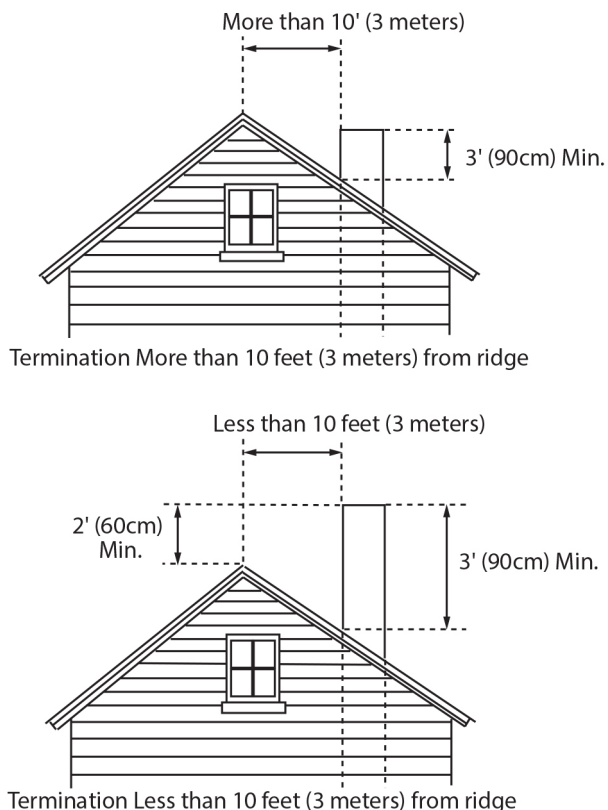 More than 10' (3 meters)
3' (90cm) Min.
Termination More than 10 feet (3 meters) from ridge
Less than 10 feet (3 meters)
2' (60cm)
Min.
3' (90cm) Min.
Termination Less than 10 feet (3 meters) from ridge